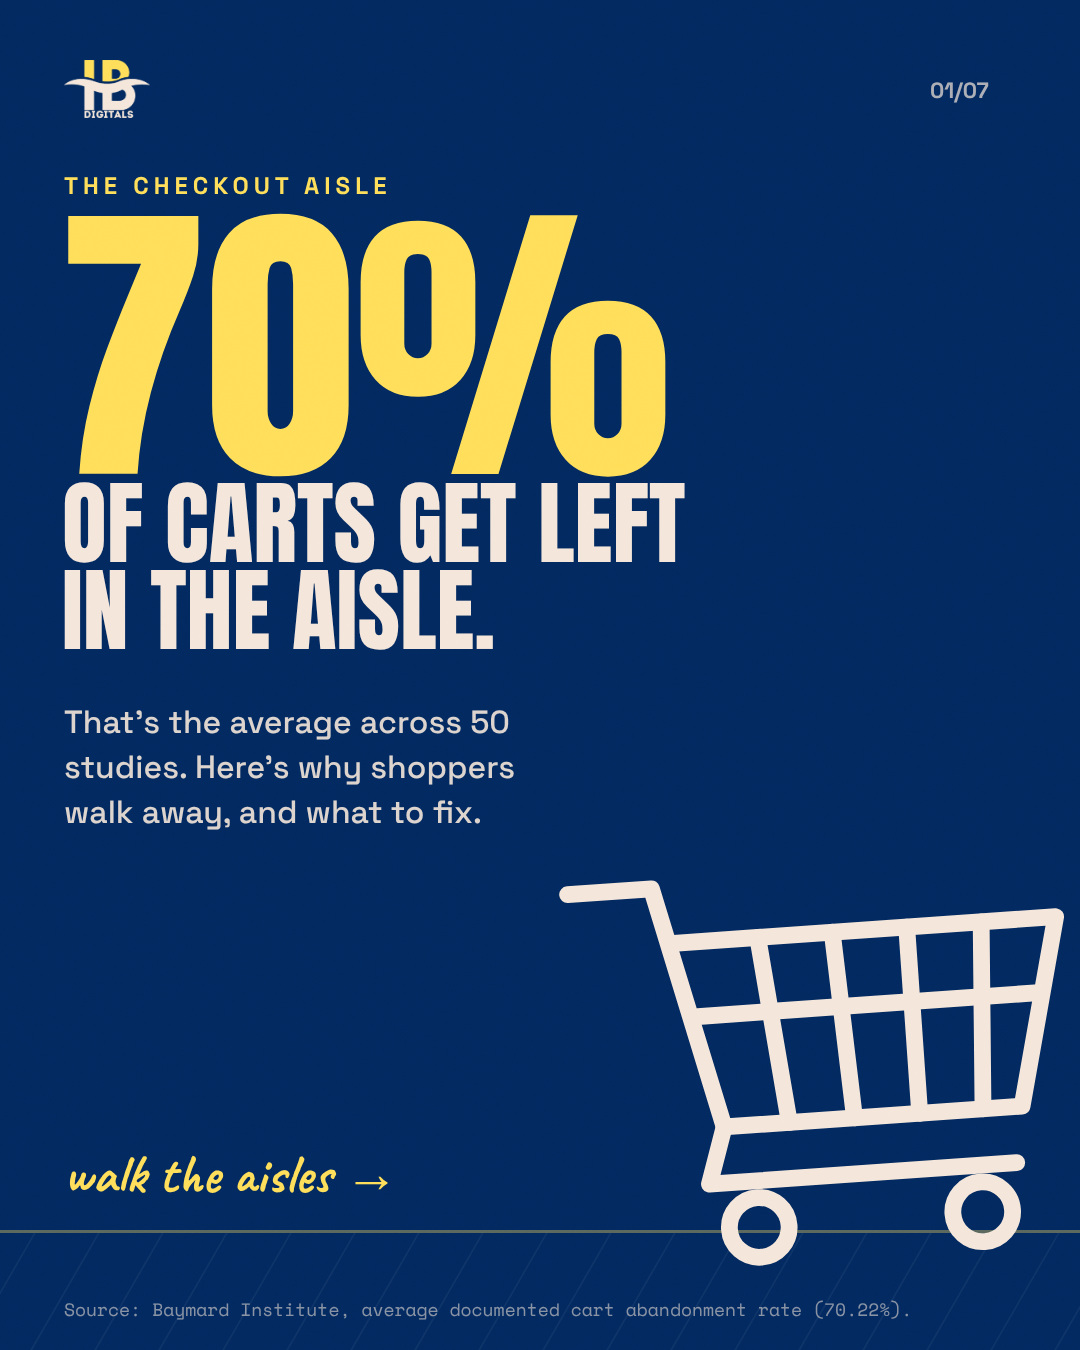 HB
DIGITALS
01/07
THE CHECKOUT AISLE
70%
OF CARTS GET LEFT
IN THE AISLE.
That’s the average across 50
studies. Here’s why shoppers
walk away, and what to fix.
walk the aisles →
Source: Baymard Institute, average documented cart abandonment rate (70.22%).